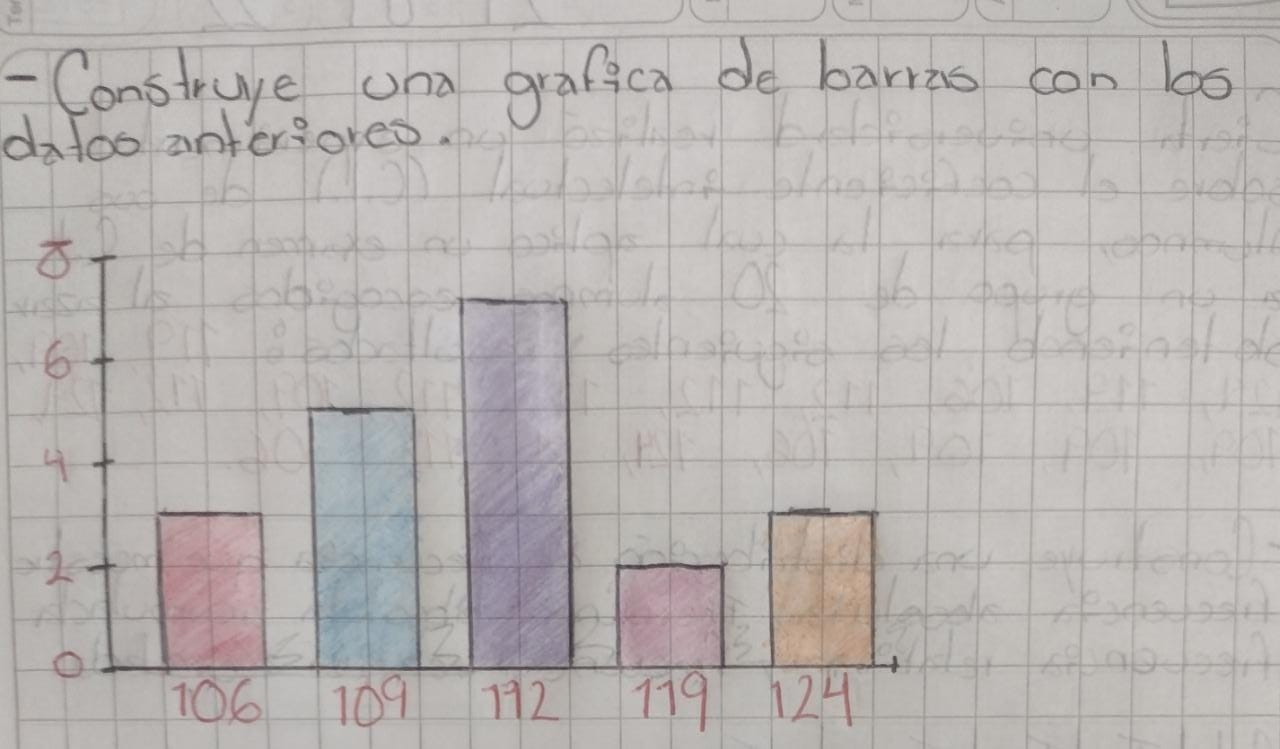 - Construye una grafica de barras con los
datos anteriores.
8
6
4
2
0
106 109 112 119 124